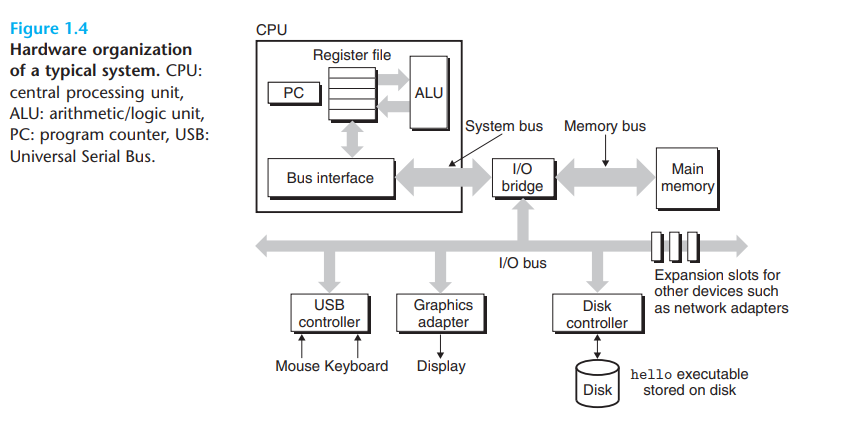 Figure 1.4
Hardware organization
of a typical system. CPU:
central processing unit,
ALU: arithmetic/logic unit,
PC: program counter, USB:
Universal Serial Bus.
CPU
Register file
PC
ALU
System bus
Memory bus
Bus interface
I/O
bridge
Main
memory
I/O bus
Expansion slots for
other devices such
as network adapters
USB
controller
Graphics
adapter
Disk
controller
Mouse Keyboard
Display
Disk
hello executable
stored on disk